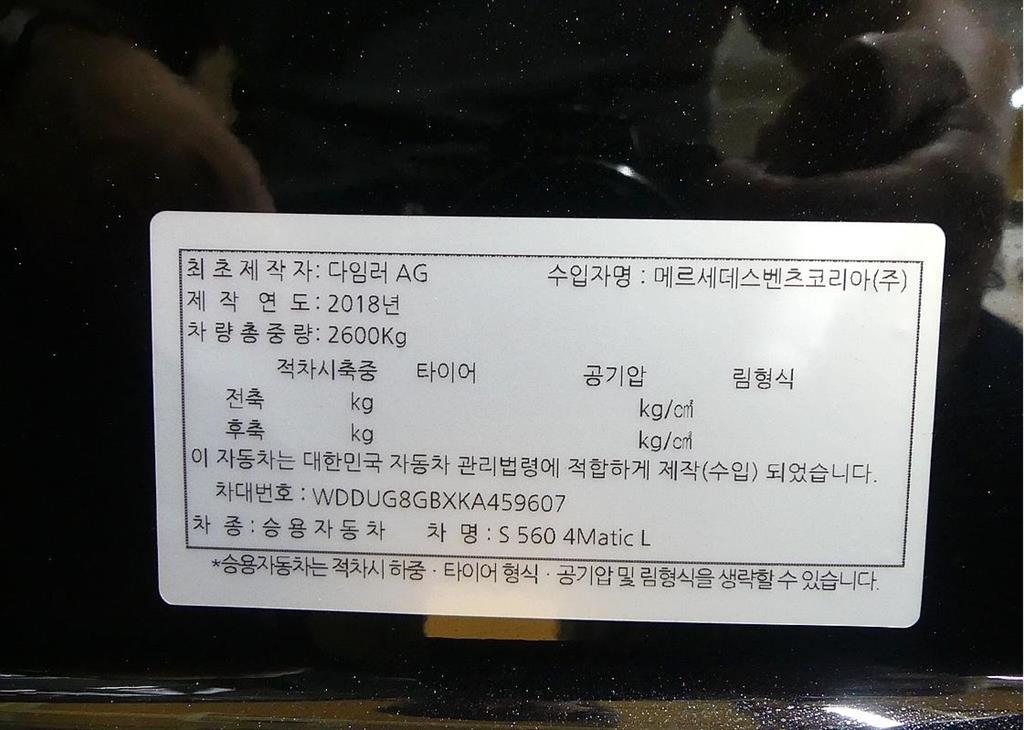 최초제작자: 다임러 AG 수입자명 : 메르세데스벤츠코리아(주)
제 작 연 도: 2018년
차량총중량: 2600Kg
적차시축중 타이어 공기압 림형식
전축 kg kg/㎠
후축 kg kg/㎠
이 자동차는 대한민국 자동차 관리법령에 적합하게 제작(수입) 되었습니다.
차대번호 : WDDUG8GBXKA459607
차 종 : 승용자동차 차 명 : S 560 4Matic L
*승용자동차는 적차시 하중 · 타이어 형식 · 공기압 및 림형식을 생략할 수 있습니다.